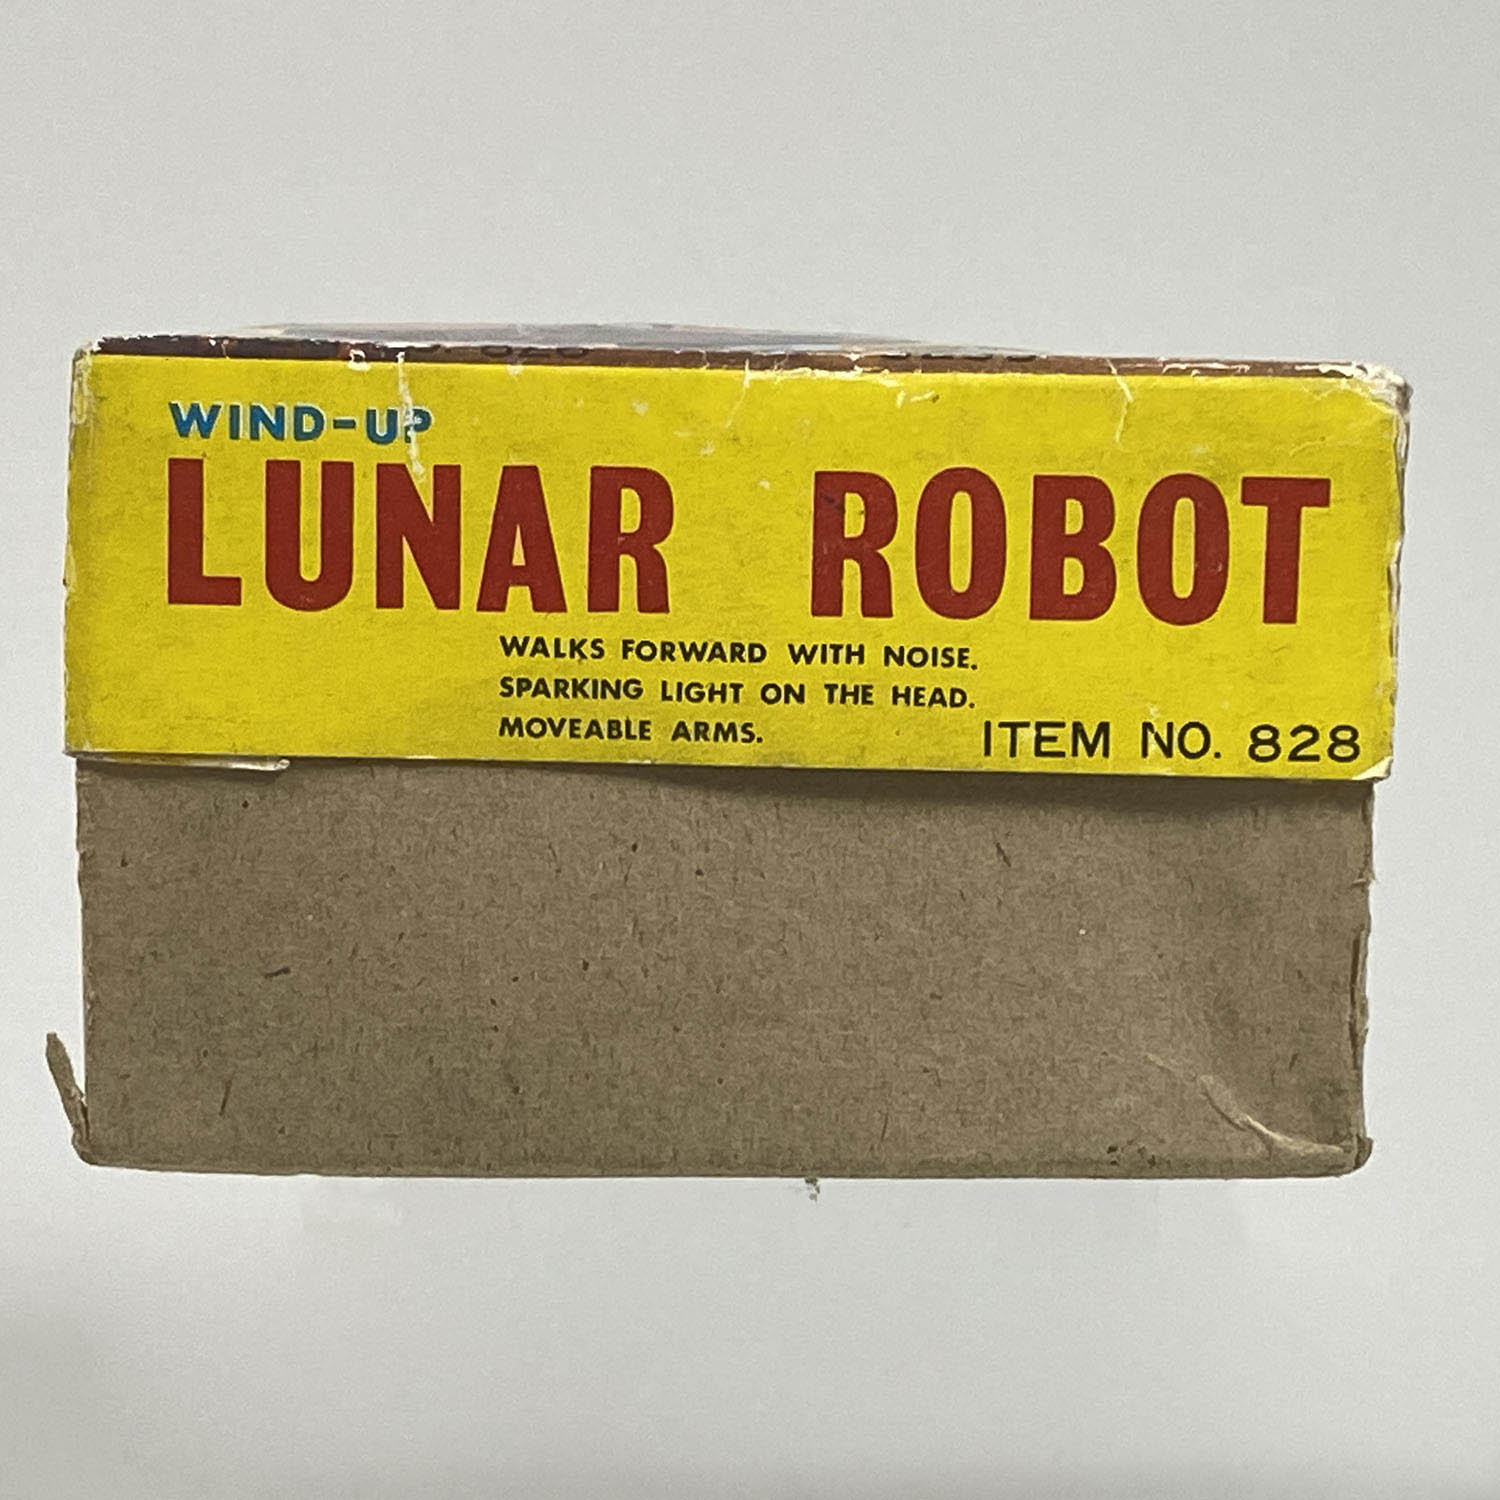 WIND-UP
LUNAR ROBOT
WALKS FORWARD WITH NOISE.
SPARKING LIGHT ON THE HEAD.
MOVEABLE ARMS.
ITEM NO. 828